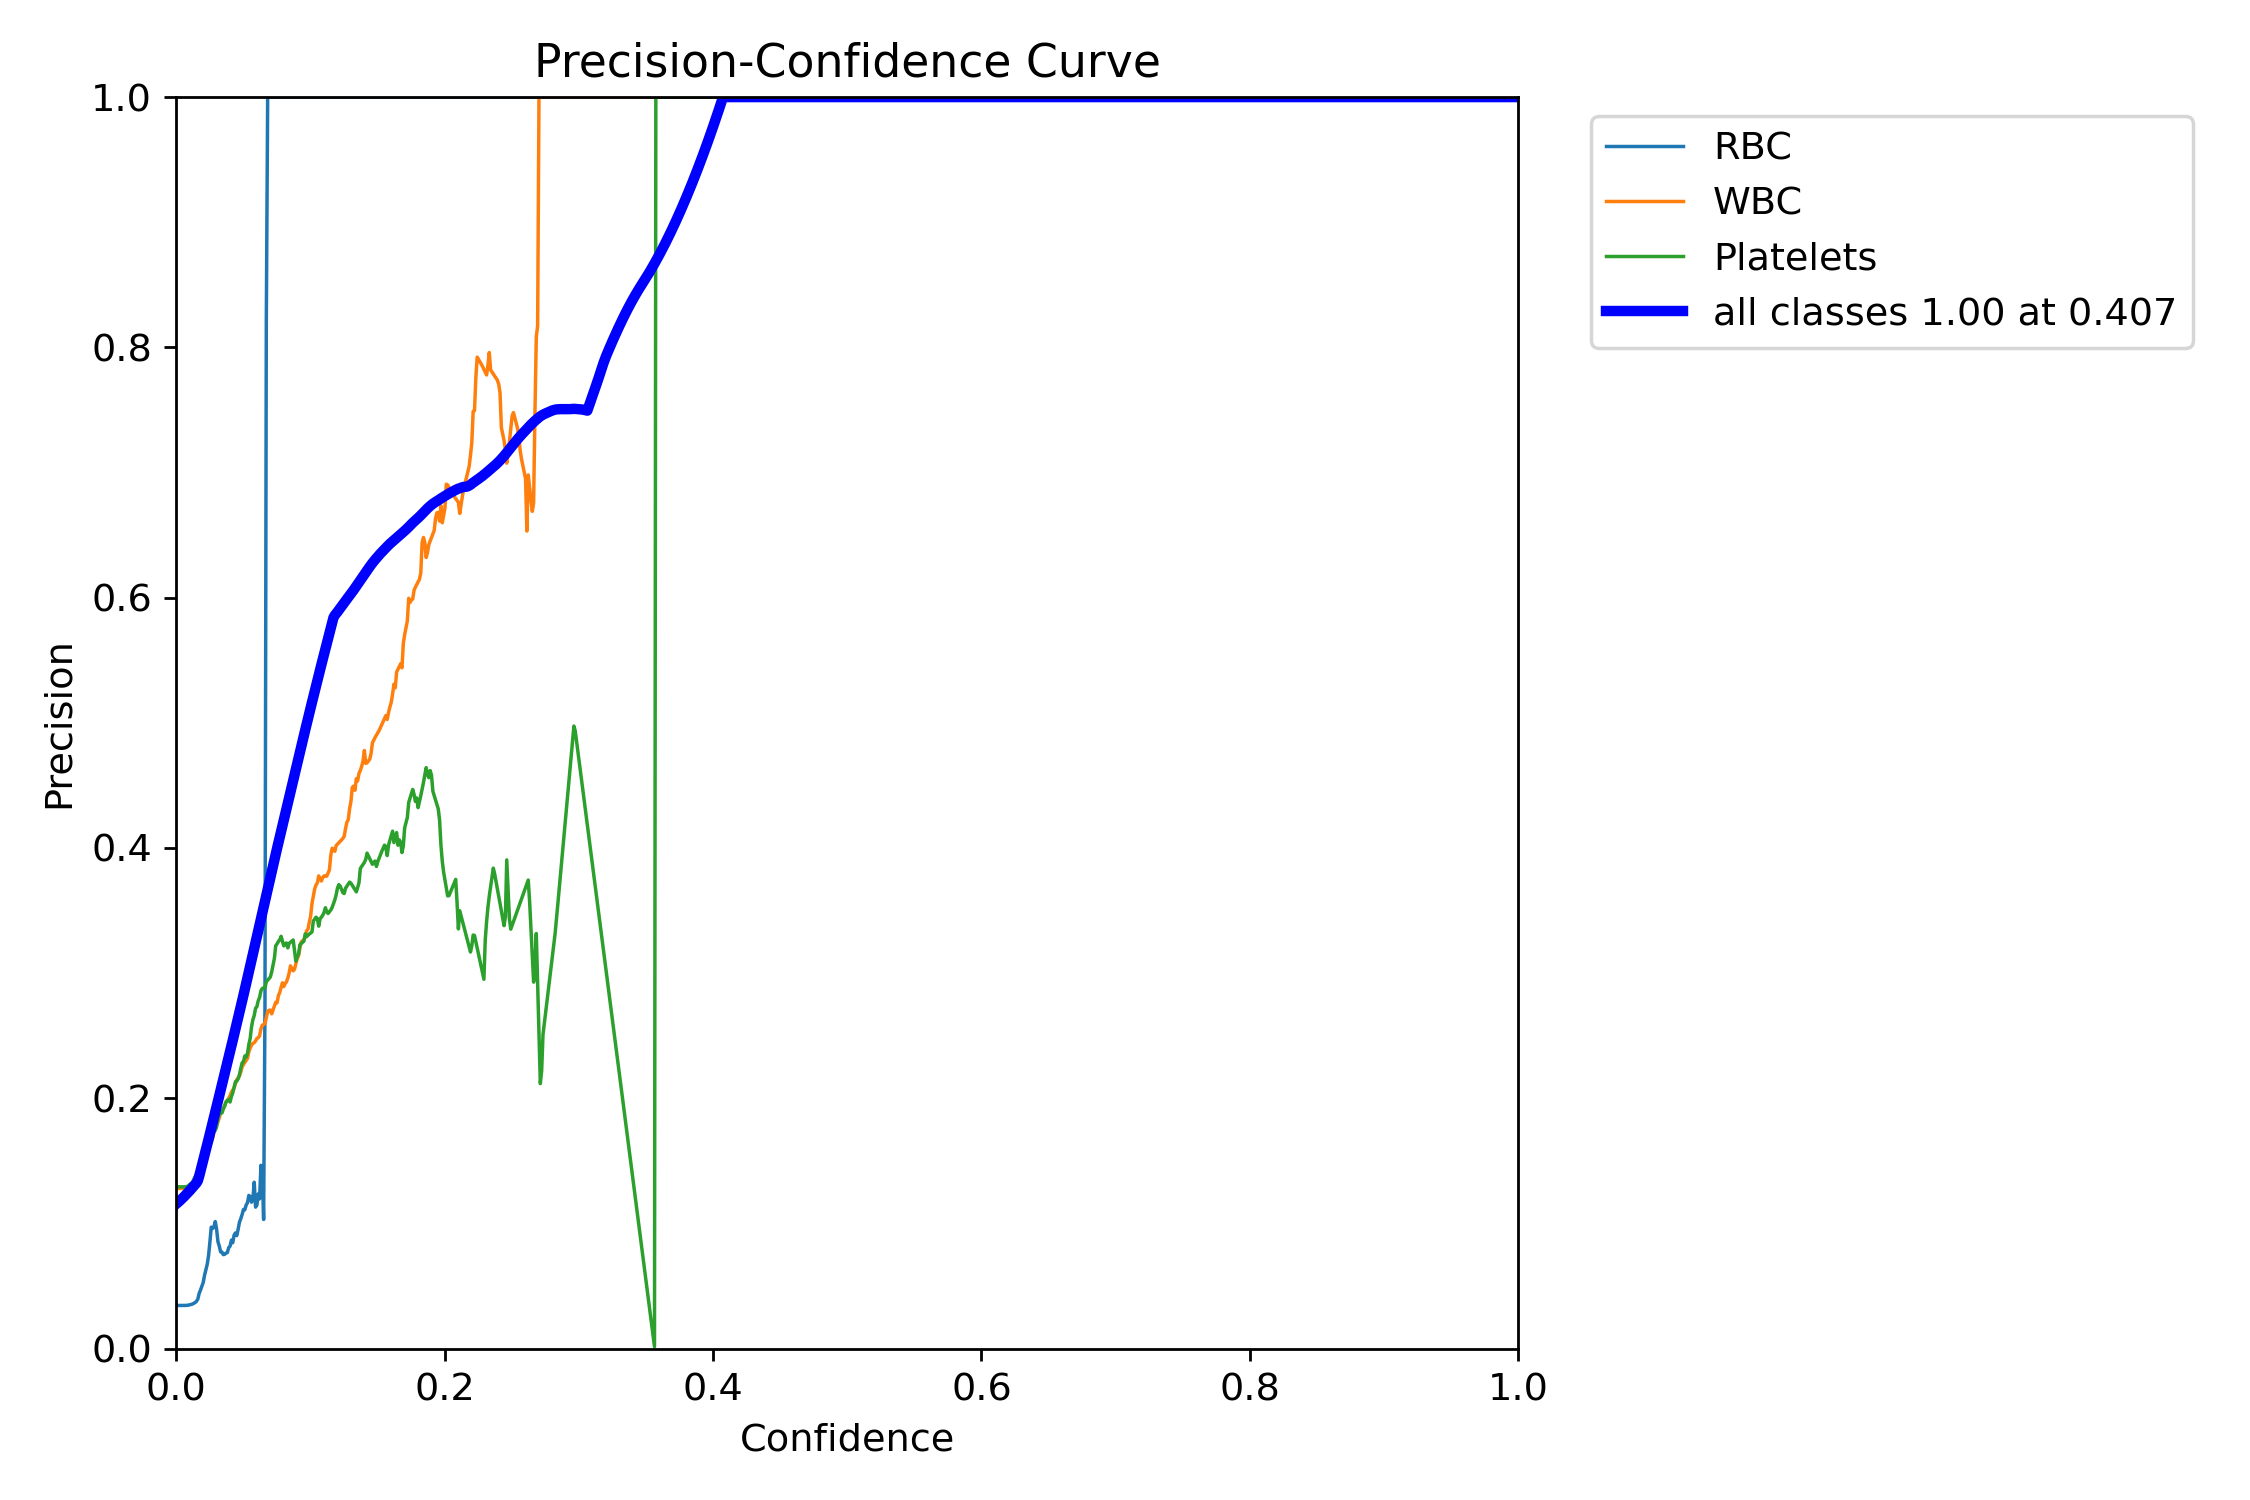 Precision-Confidence Curve
1.0
0.8
0.6
0.4
0.2
0.0
Precision
0.0 0.2 0.4 0.6 0.8 1.0
Confidence
RBC
WBC
Platelets
all classes 1.00 at 0.407